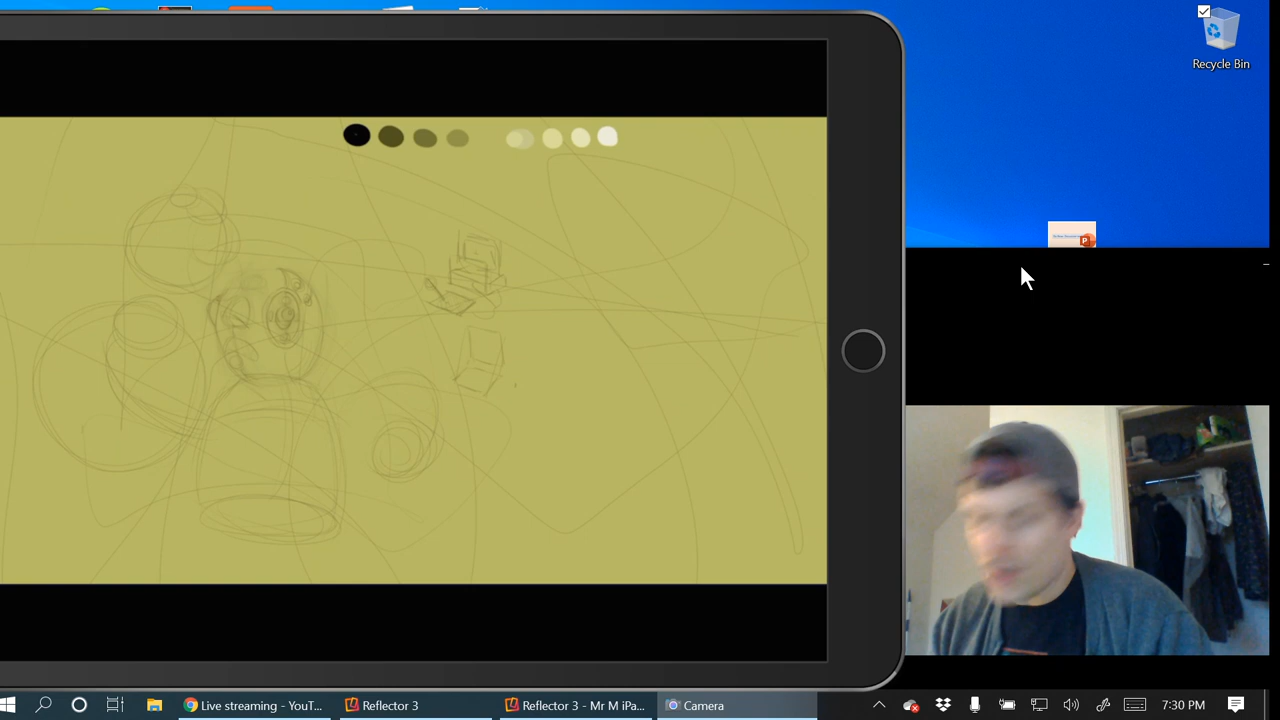 Recycle Bin
Live streaming - YouT...
Reflector 3
Reflector 3 - Mr M iPa...
Camera
7:30 PM